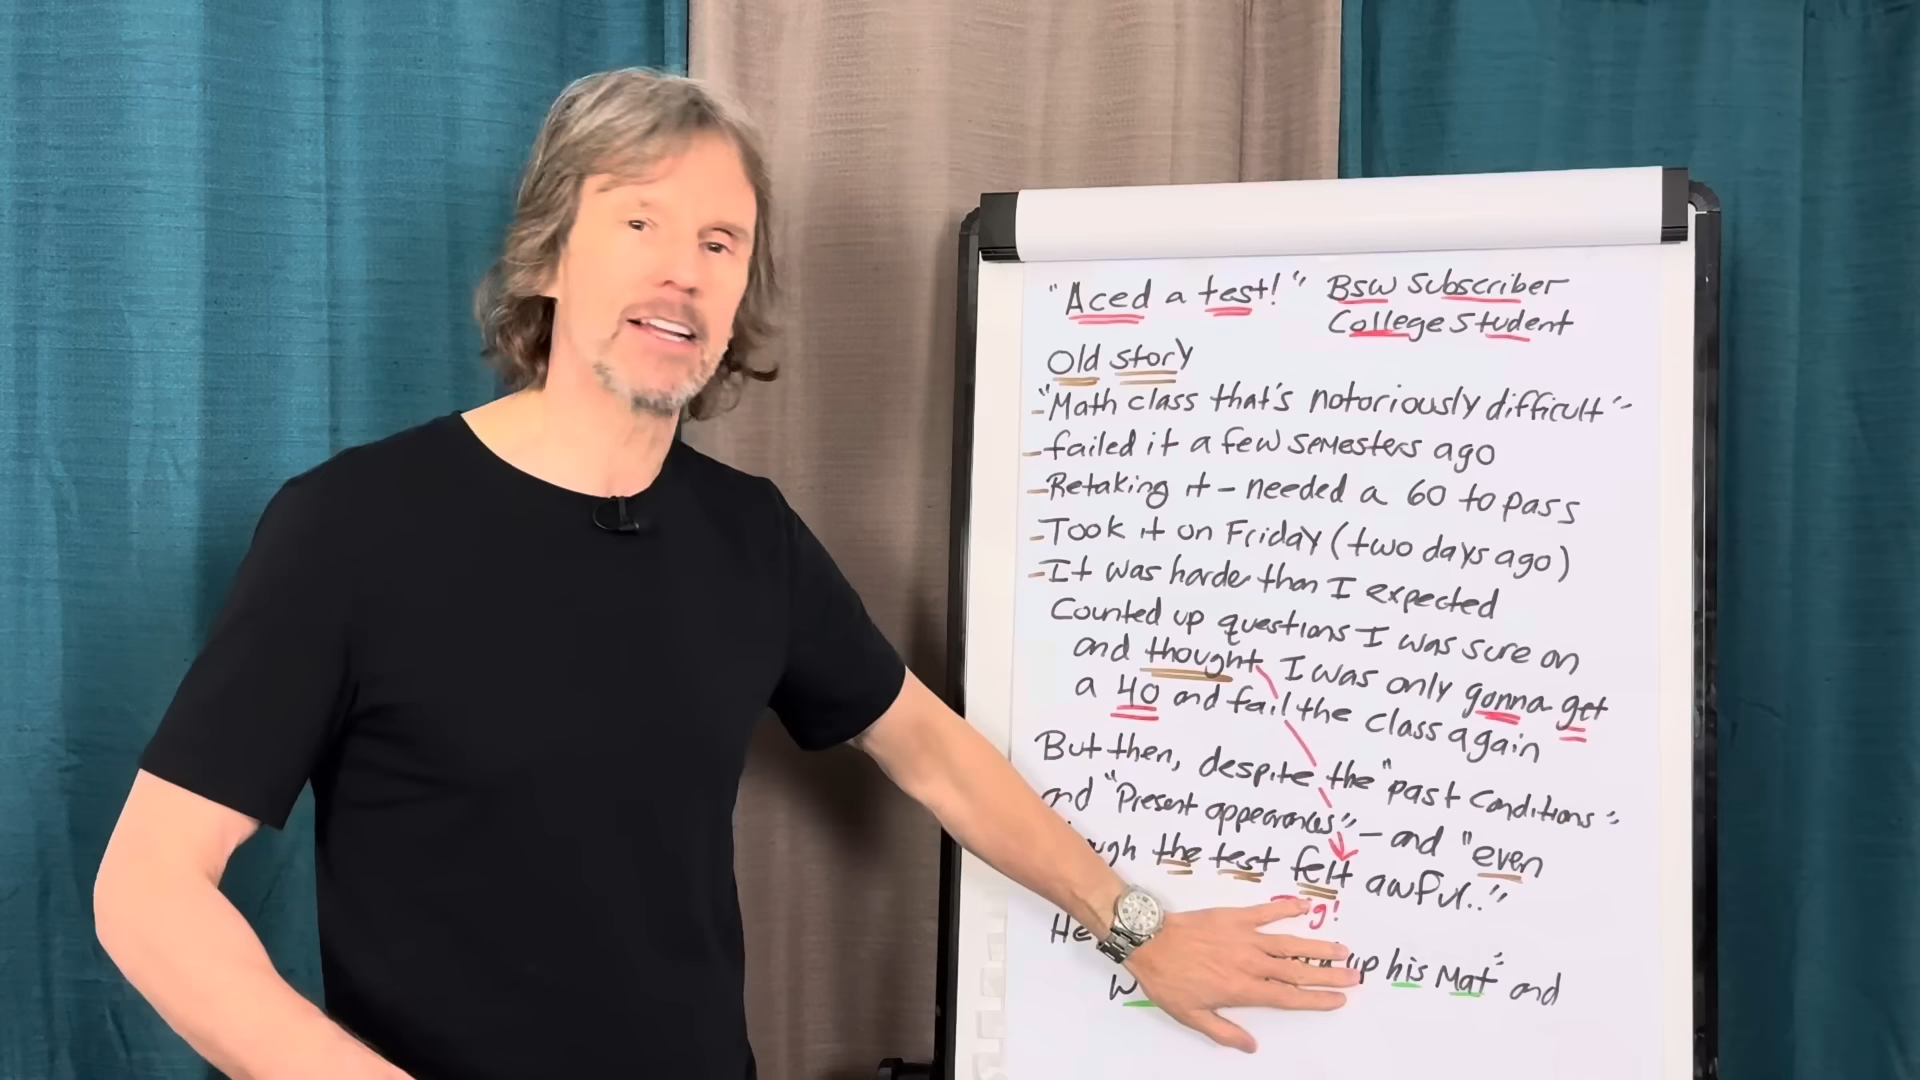 "Aced a test!" BSW Subscriber
College Student
Old story
-"Math class that's notoriously difficult"-
-failed it a few semesters ago
-Retaking it - needed a 60 to pass
-Took it on Friday (two days ago)
-It was harder than I expected
Counted up questions I was sure on
and thought I was only gonna get
a 40 and fail the class again
But then, despite the "past conditions"
and "Present appearances" - and "even
the test felt awful.."
up his Mat" and